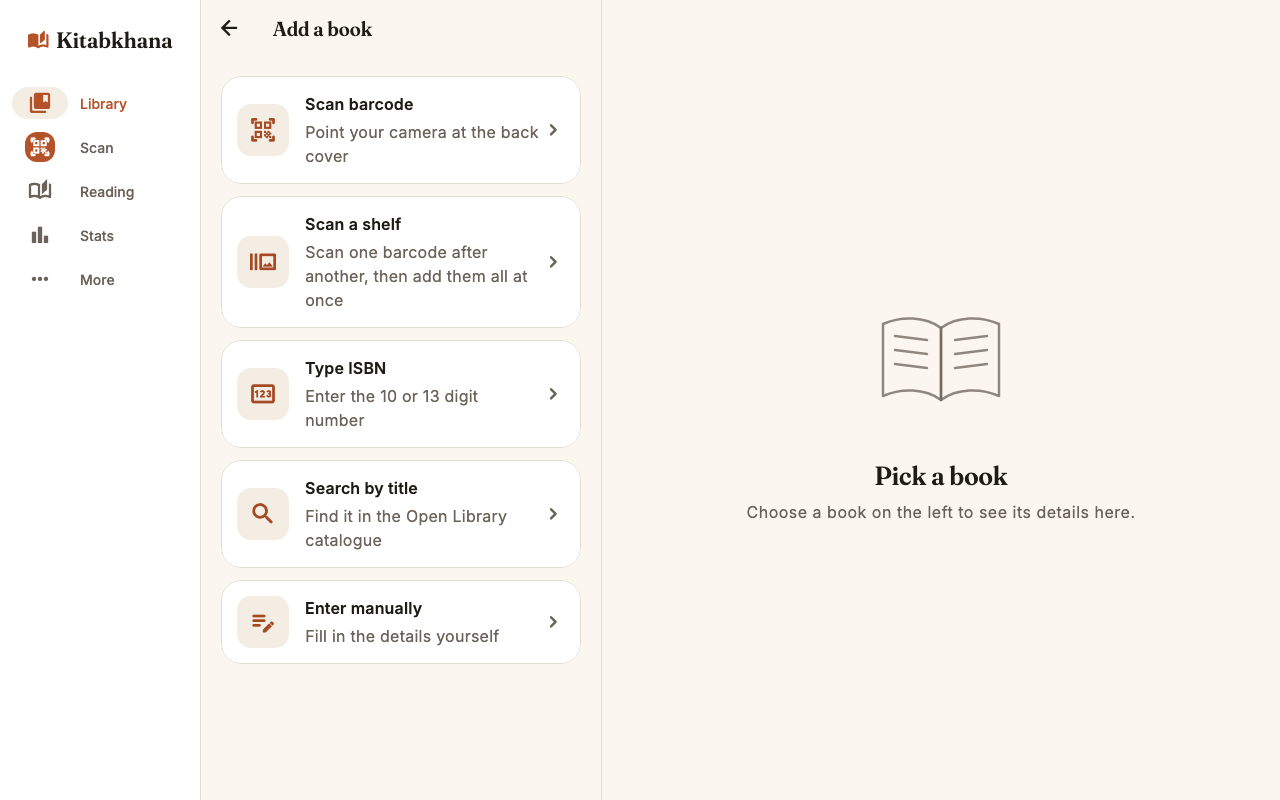 Kitabkhana
Library
Scan
Reading
Stats
More
Add a book
Scan barcode
Point your camera at the back
cover
Scan a shelf
Scan one barcode after
another, then add them all at
once
123
Type ISBN
Enter the 10 or 13 digit
number
Search by title
Find it in the Open Library
catalogue
Enter manually
Fill in the details yourself
Pick a book
Choose a book on the left to see its details here.